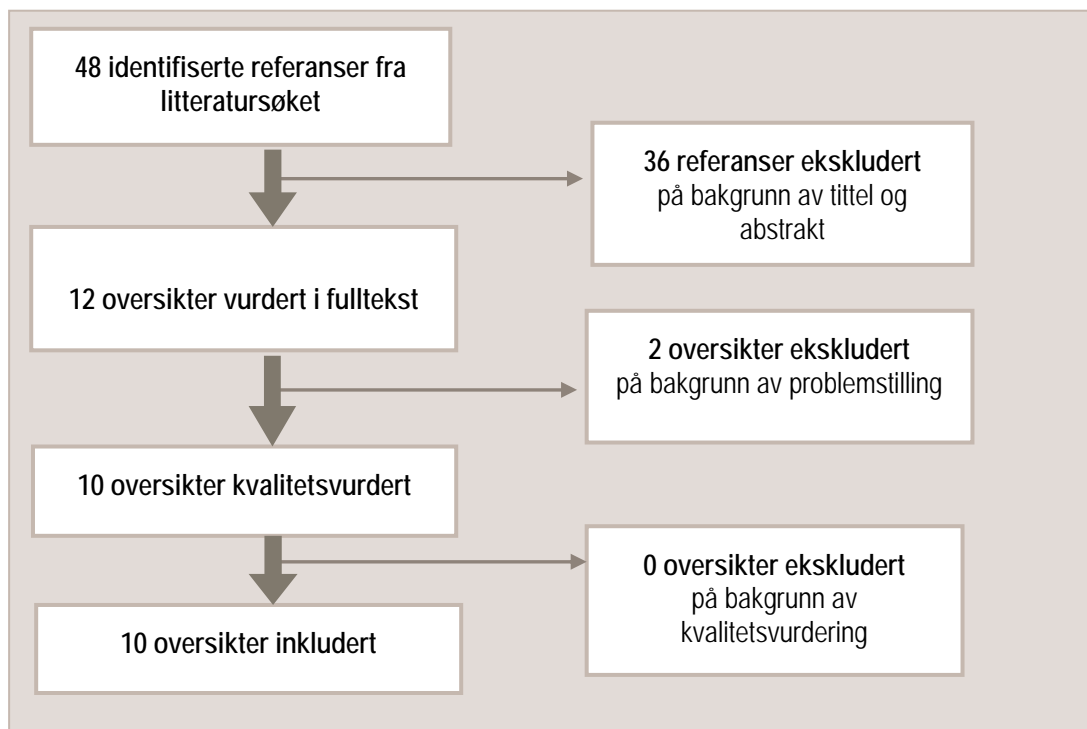 48 identifiserte referanser fra
litteratursøket
36 referanser ekskludert
på bakgrunn av tittel og
abstrakt
12 oversikter vurdert i fulltekst
2 oversikter ekskludert
på bakgrunn av problemstilling
10 oversikter kvalitetsvurdert
0 oversikter ekskludert
på bakgrunn av
kvalitetsvurdering
10 oversikter inkludert